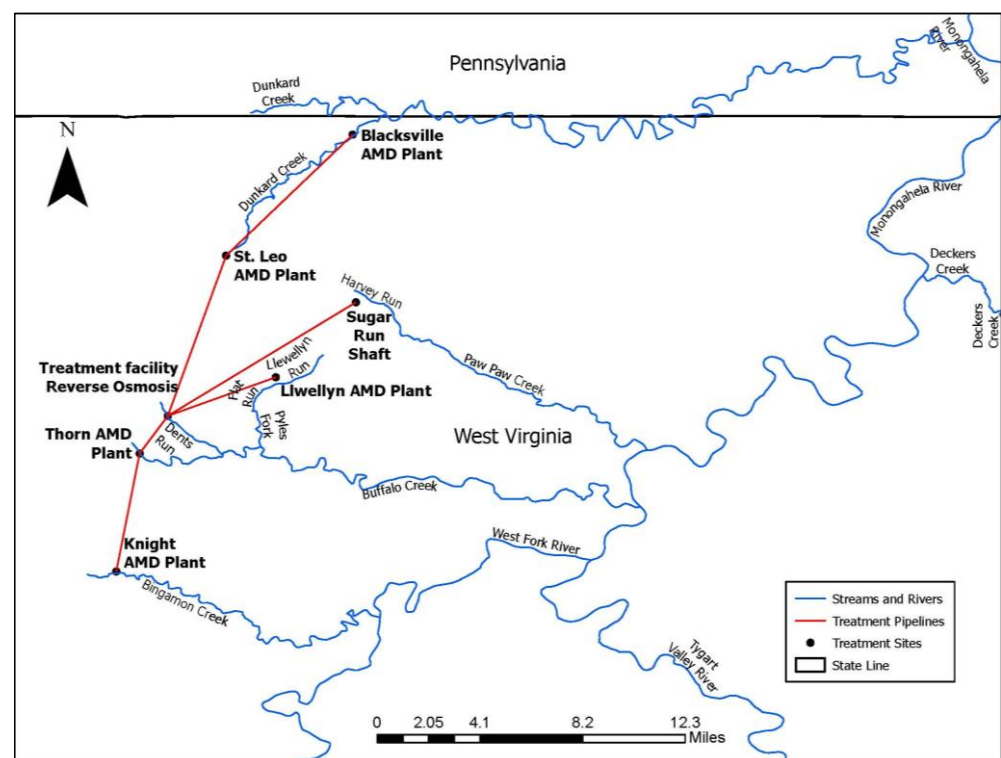 Pennsylvania
Monongahela
River
Monongahela
River
Dunkard
Creek
N
Blacksville
AMD Plant
Dunkard Creek
Monongahela River
St. Leo
AMD Plant
Deckers
Creek
Deckers
Creek
Harvey Run
Sugar
Run
Shaft
Llewellyn
Run
Paw Paw Creek
Treatment facility
Reverse Osmosis
Flat
Run
Llwellyn AMD Plant
Pyles
Fork
Dents
Run
Thorn AMD
Plant
West Virginia
Buffalo Creek
West Fork River
Knight
AMD Plant
Bingamon Creek
Tygart
Valley River
Streams and Rivers
Treatment Pipelines
Treatment Sites
State Line
0 2.05 4.1 8.2 12.3
Miles